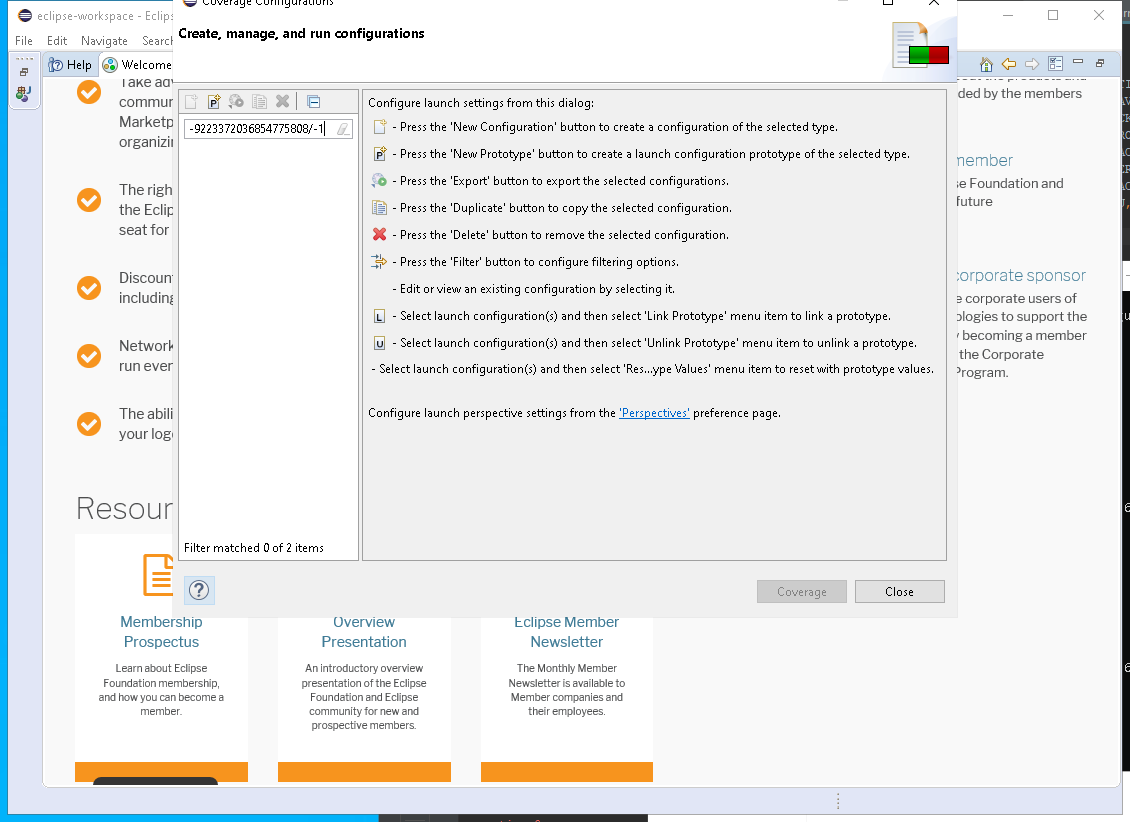 eclipse-workspace - Eclips
Coverage Configurations
File Edit Navigate Search
Create, manage, and run configurations
Help
Welcome
Take adv
commun
Marketp
organizin
The righ
the Eclip
seat for
Discoun
including
Network
run even
The abili
your log
-9223372036854775808/-1
Filter matched 0 of 2 items
Configure launch settings from this dialog:
- Press the 'New Configuration' button to create a configuration of the selected type.
- Press the 'New Prototype' button to create a launch configuration prototype of the selected type.
- Press the 'Export' button to export the selected configurations.
- Press the 'Duplicate' button to copy the selected configuration.
- Press the 'Delete' button to remove the selected configuration.
- Press the 'Filter' button to configure filtering options.
- Edit or view an existing configuration by selecting it.
L - Select launch configuration(s) and then select 'Link Prototype' menu item to link a prototype.
U - Select launch configuration(s) and then select 'Unlink Prototype' menu item to unlink a prototype.
- Select launch configuration(s) and then select 'Res...ype Values' menu item to reset with prototype values.
Configure launch perspective settings from the 'Perspectives' preference page.
Coverage
Close
out the products and
ded by the members
member
se Foundation and
future
corporate sponsor
e corporate users of
ologies to support the
y becoming a member
the Corporate
Program.
Resour
Membership
Prospectus
Learn about Eclipse
Foundation membership,
and how you can become a
member.
Overview
Presentation
An introductory overview
presentation of the Eclipse
Foundation and Eclipse
community for new and
prospective members.
Eclipse Member
Newsletter
The Monthly Member
Newsletter is available to
Member companies and
their employees.